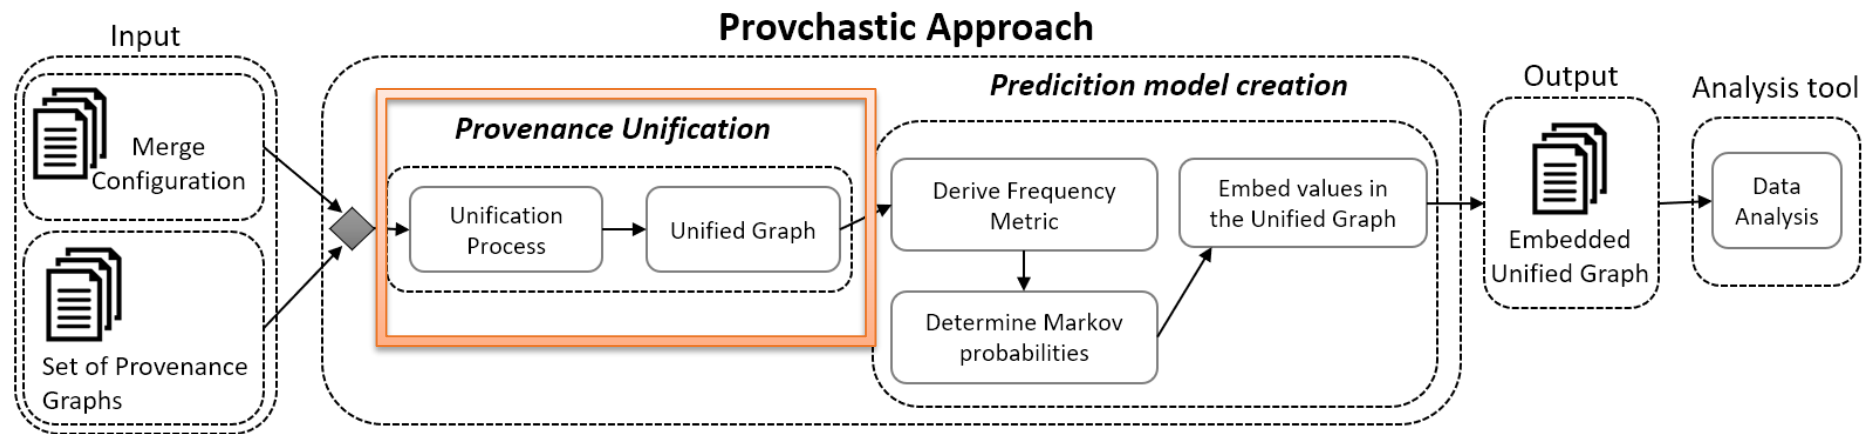 Provchastic Approach
Input
Merge
Configuration
Set of Provenance
Graphs
Provenance Unification
Unification
Process
Unified Graph
Predicition model creation
Derive Frequency
Metric
Determine Markov
probabilities
Embed values in
the Unified Graph
Output
Embedded
Unified Graph
Analysis tool
Data
Analysis